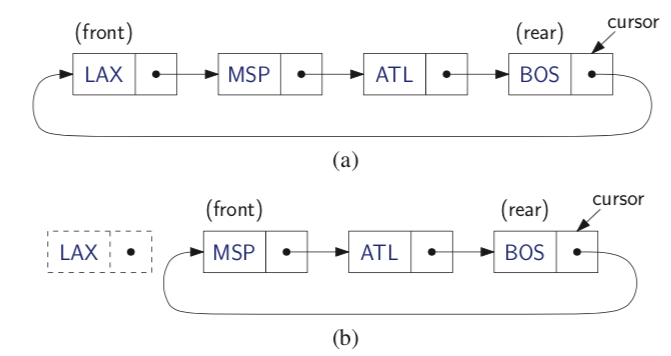 (front) (rear) cursor
LAX MSP ATL BOS
(a)
(front) (rear) cursor
LAX MSP ATL BOS
(b)